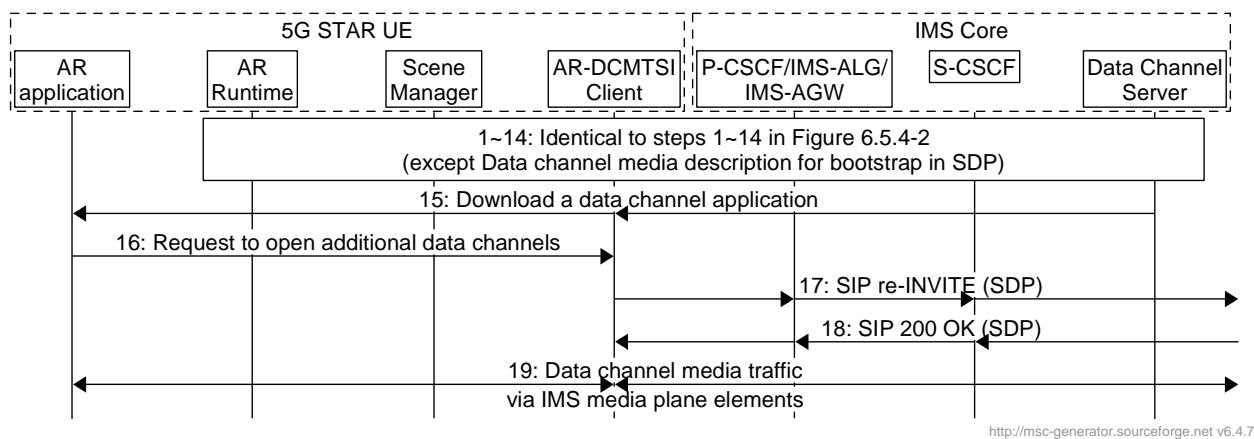 5G STAR UE
IMS Core
AR
application
AR
Runtime
Scene
Manager
AR-DCMTSI
Client
P-CSCF/IMS-ALG/
IMS-AGW
S-CSCF
Data Channel
Server
1~14: Identical to steps 1~14 in Figure 6.5.4-2
(except Data channel media description for bootstrap in SDP)
15: Download a data channel application
16: Request to open additional data channels
17: SIP re-INVITE (SDP)
18: SIP 200 OK (SDP)
19: Data channel media traffic
via IMS media plane elements
http://msc-generator.sourceforge.net v6.4.7